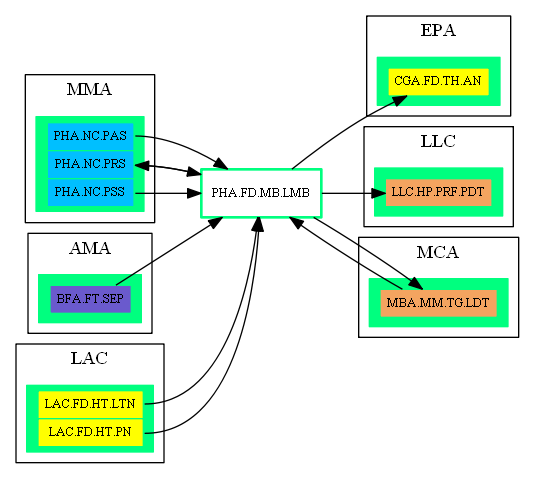 MMA
PHA.NC.PAS
PHA.NC.PRS
PHA.NC.PSS
AMA
BFA.FT.SEP
LAC
LAC.FD.HT.LTN
LAC.FD.HT.PN
PHA.FD.MB.LMB
EPA
CGA.FD.TH.AN
LLC
LLC.HP.PRF.PDT
MCA
MBA.MM.TG.LDT